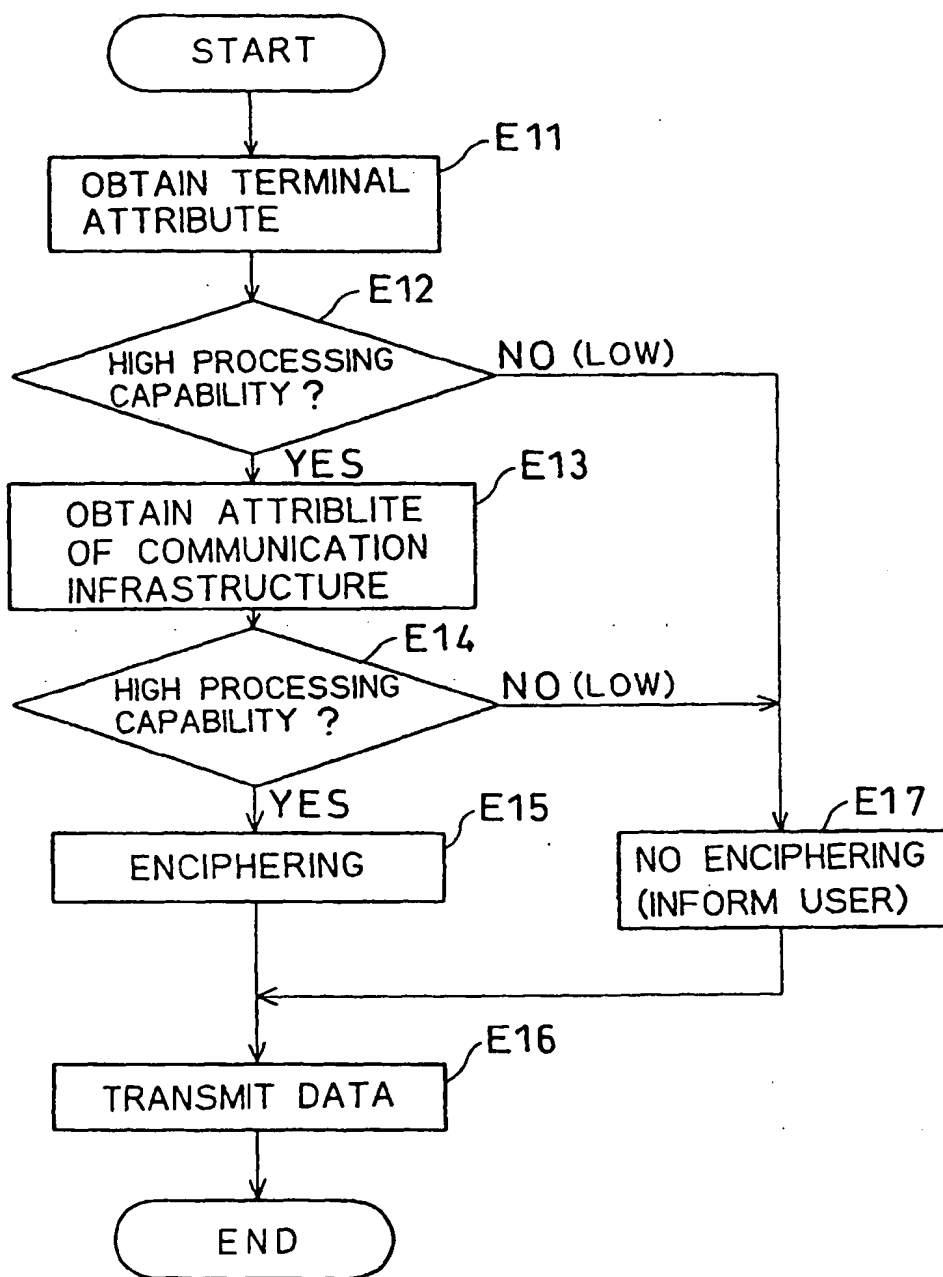 START
E11
OBTAIN TERMINAL
ATTRIBUTE
E12
HIGH PROCESSING
CAPABILITY ?
NO (LOW)
YES
E13
OBTAIN ATTRIBLITE
OF COMMUNICATION
INFRASTRUCTURE
E14
HIGH PROCESSING
CAPABILITY ?
NO (LOW)
YES
E15
ENCIPHERING
E17
NO ENCIPHERING
(INFORM USER)
E16
TRANSMIT DATA
END